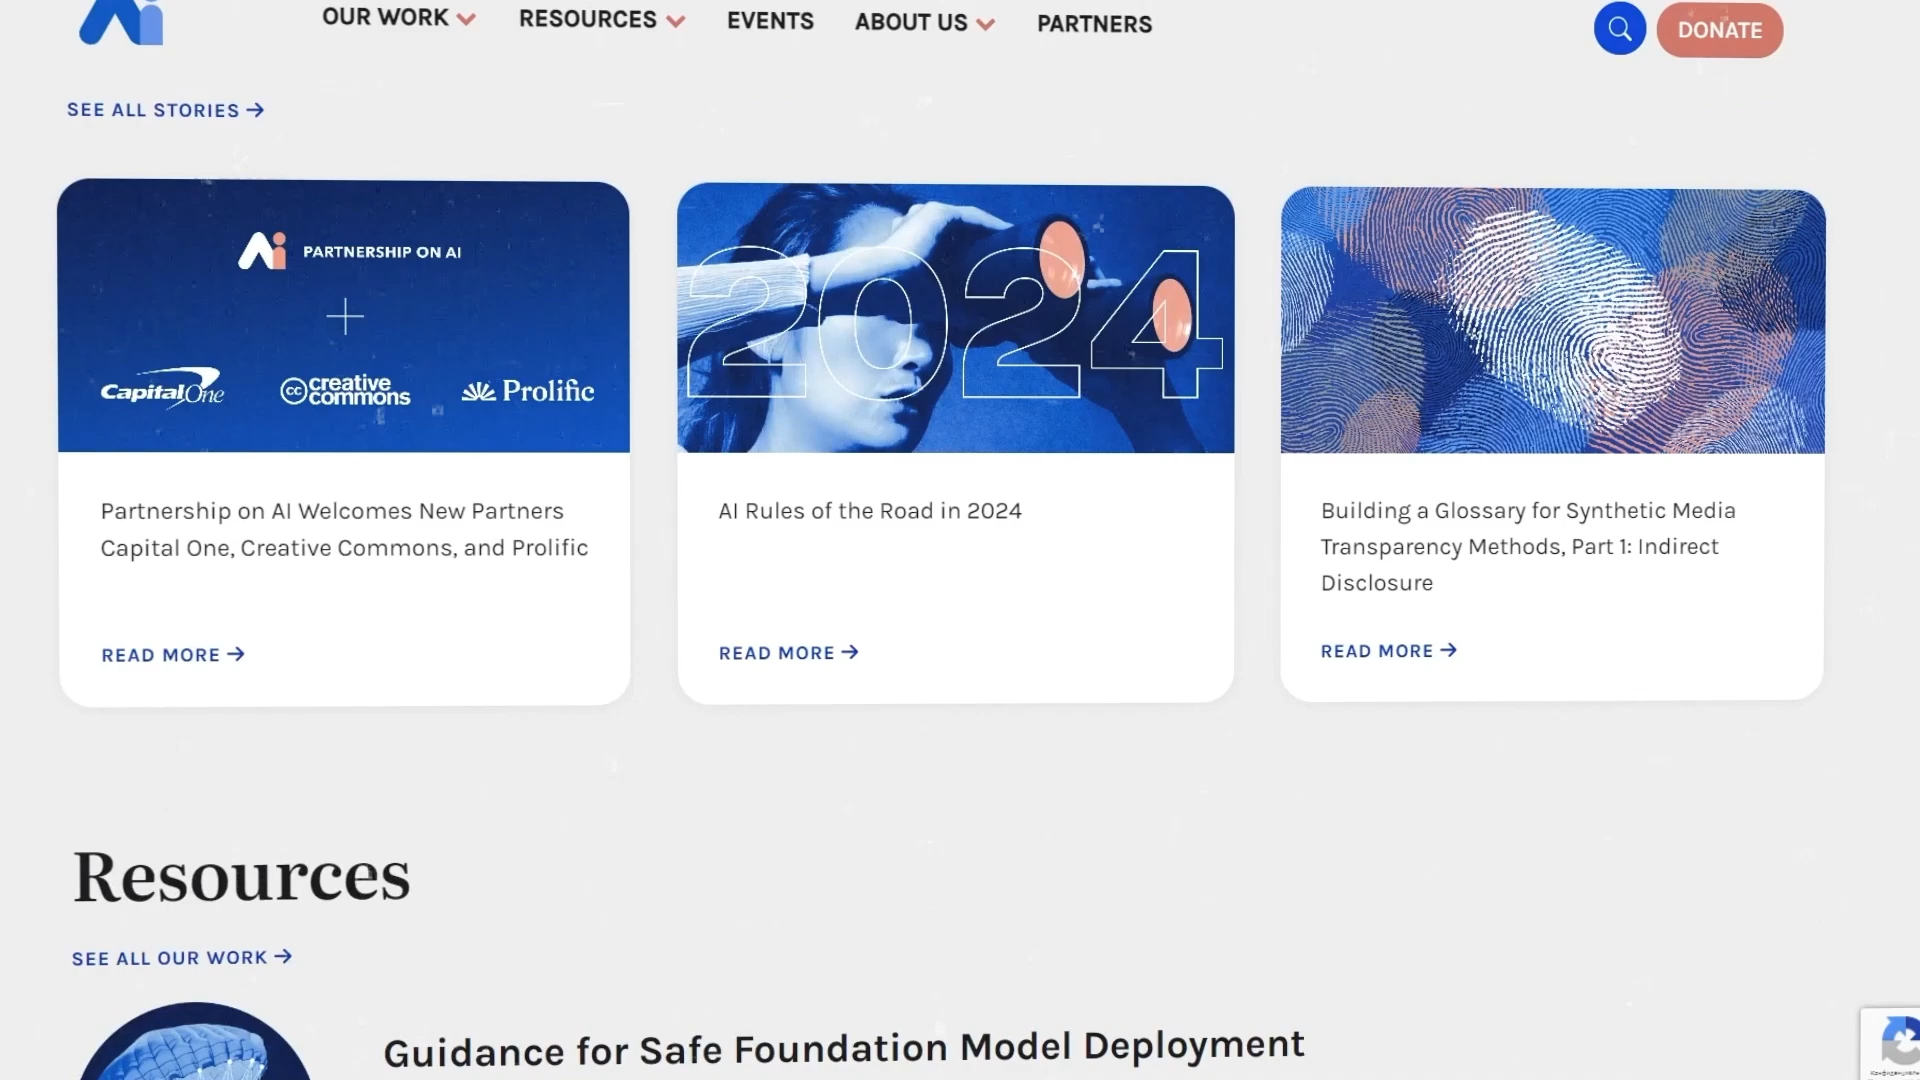 OUR WORK
RESOURCES
EVENTS
ABOUT US
PARTNERS
DONATE
SEE ALL STORIES
PARTNERSHIP ON AI
CapitalOne
cc creative commons
Prolific
2024
Partnership on AI Welcomes New Partners
Capital One, Creative Commons, and Prolific
READ MORE
AI Rules of the Road in 2024
READ MORE
Building a Glossary for Synthetic Media
Transparency Methods, Part 1: Indirect
Disclosure
READ MORE
Resources
SEE ALL OUR WORK
Guidance for Safe Foundation Model Deployment